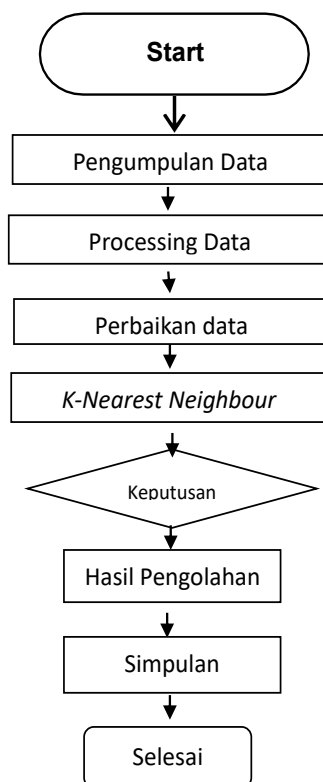 Start
Pengumpulan Data
Processing Data
Perbaikan data
K-Nearest Neighbour
Keputusan
Hasil Pengolahan
Simpulan
Selesai